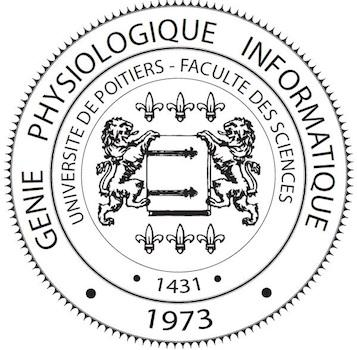 GENIE PHYSIOLOGIQUE INFORMATIQUE
UNIVERSITE DE POITIERS - FACULTE DES SCIENCES
• 1431 •
• 1973 •